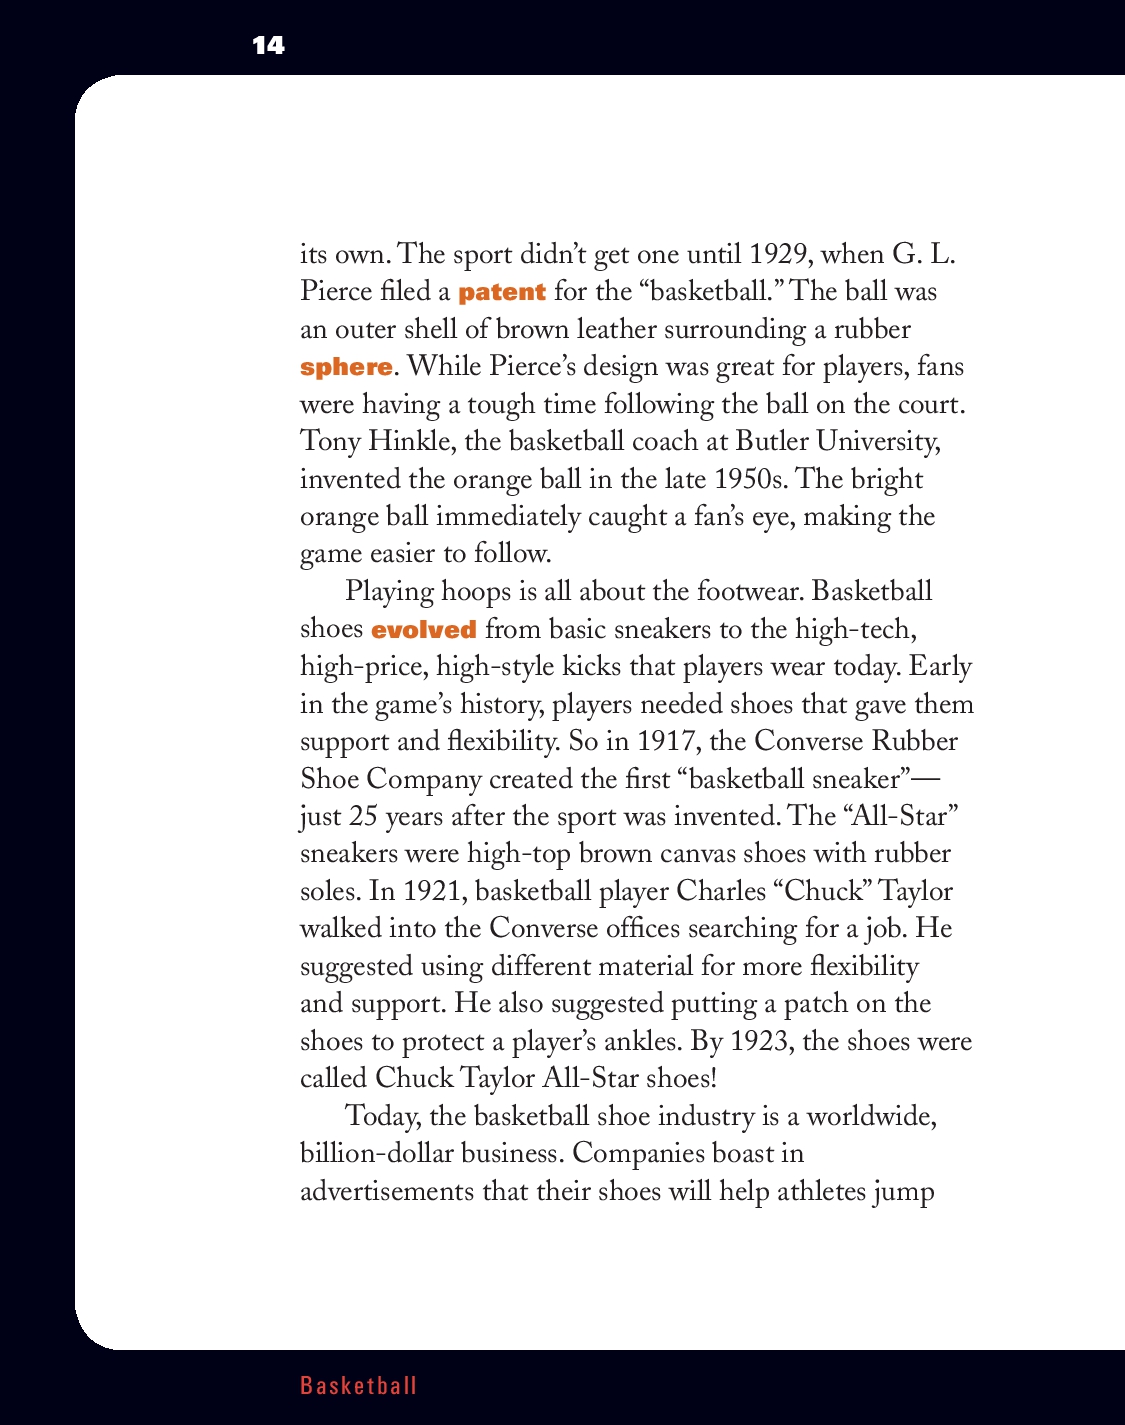 14
its own. The sport didn’t get one until 1929, when G. L.
Pierce filed a patent for the “basketball.” The ball was
an outer shell of brown leather surrounding a rubber
sphere. While Pierce’s design was great for players, fans
were having a tough time following the ball on the court.
Tony Hinkle, the basketball coach at Butler University,
invented the orange ball in the late 1950s. The bright
orange ball immediately caught a fan’s eye, making the
game easier to follow.
Playing hoops is all about the footwear. Basketball
shoes evolved from basic sneakers to the high-tech,
high-price, high-style kicks that players wear today. Early
in the game’s history, players needed shoes that gave them
support and flexibility. So in 1917, the Converse Rubber
Shoe Company created the first “basketball sneaker”—
just 25 years after the sport was invented. The “All-Star”
sneakers were high-top brown canvas shoes with rubber
soles. In 1921, basketball player Charles “Chuck” Taylor
walked into the Converse offices searching for a job. He
suggested using different material for more flexibility
and support. He also suggested putting a patch on the
shoes to protect a player’s ankles. By 1923, the shoes were
called Chuck Taylor All-Star shoes!
Today, the basketball shoe industry is a worldwide,
billion-dollar business. Companies boast in
advertisements that their shoes will help athletes jump
Basketball